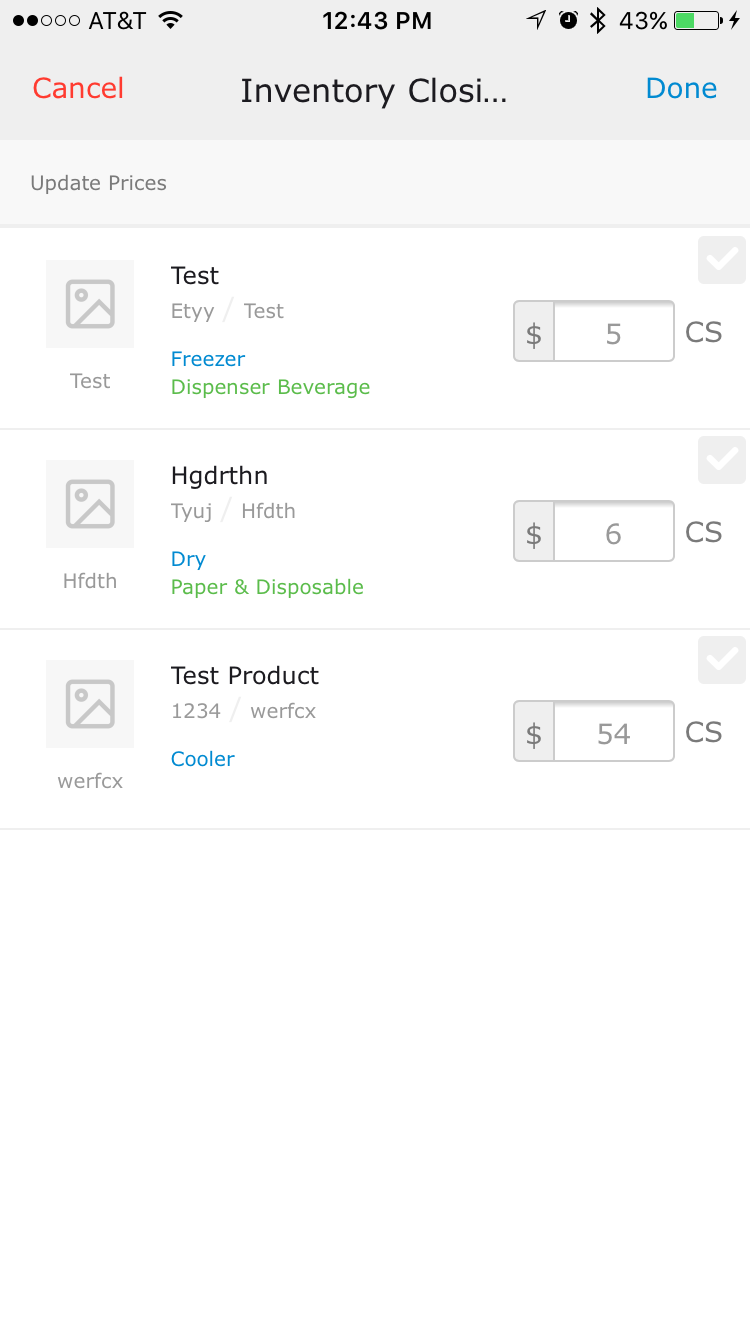 AT&T 12:43 PM 43%
Cancel Inventory Closi... Done
Update Prices
Test
Etyy / Test
$ 5 CS
Freezer
Test
Dispenser Beverage
Hgdrthn
Tyuj / Hfdth
$ 6 CS
Dry
Hfdth
Paper & Disposable
Test Product
1234 / werfcx
$ 54 CS
Cooler
werfcx